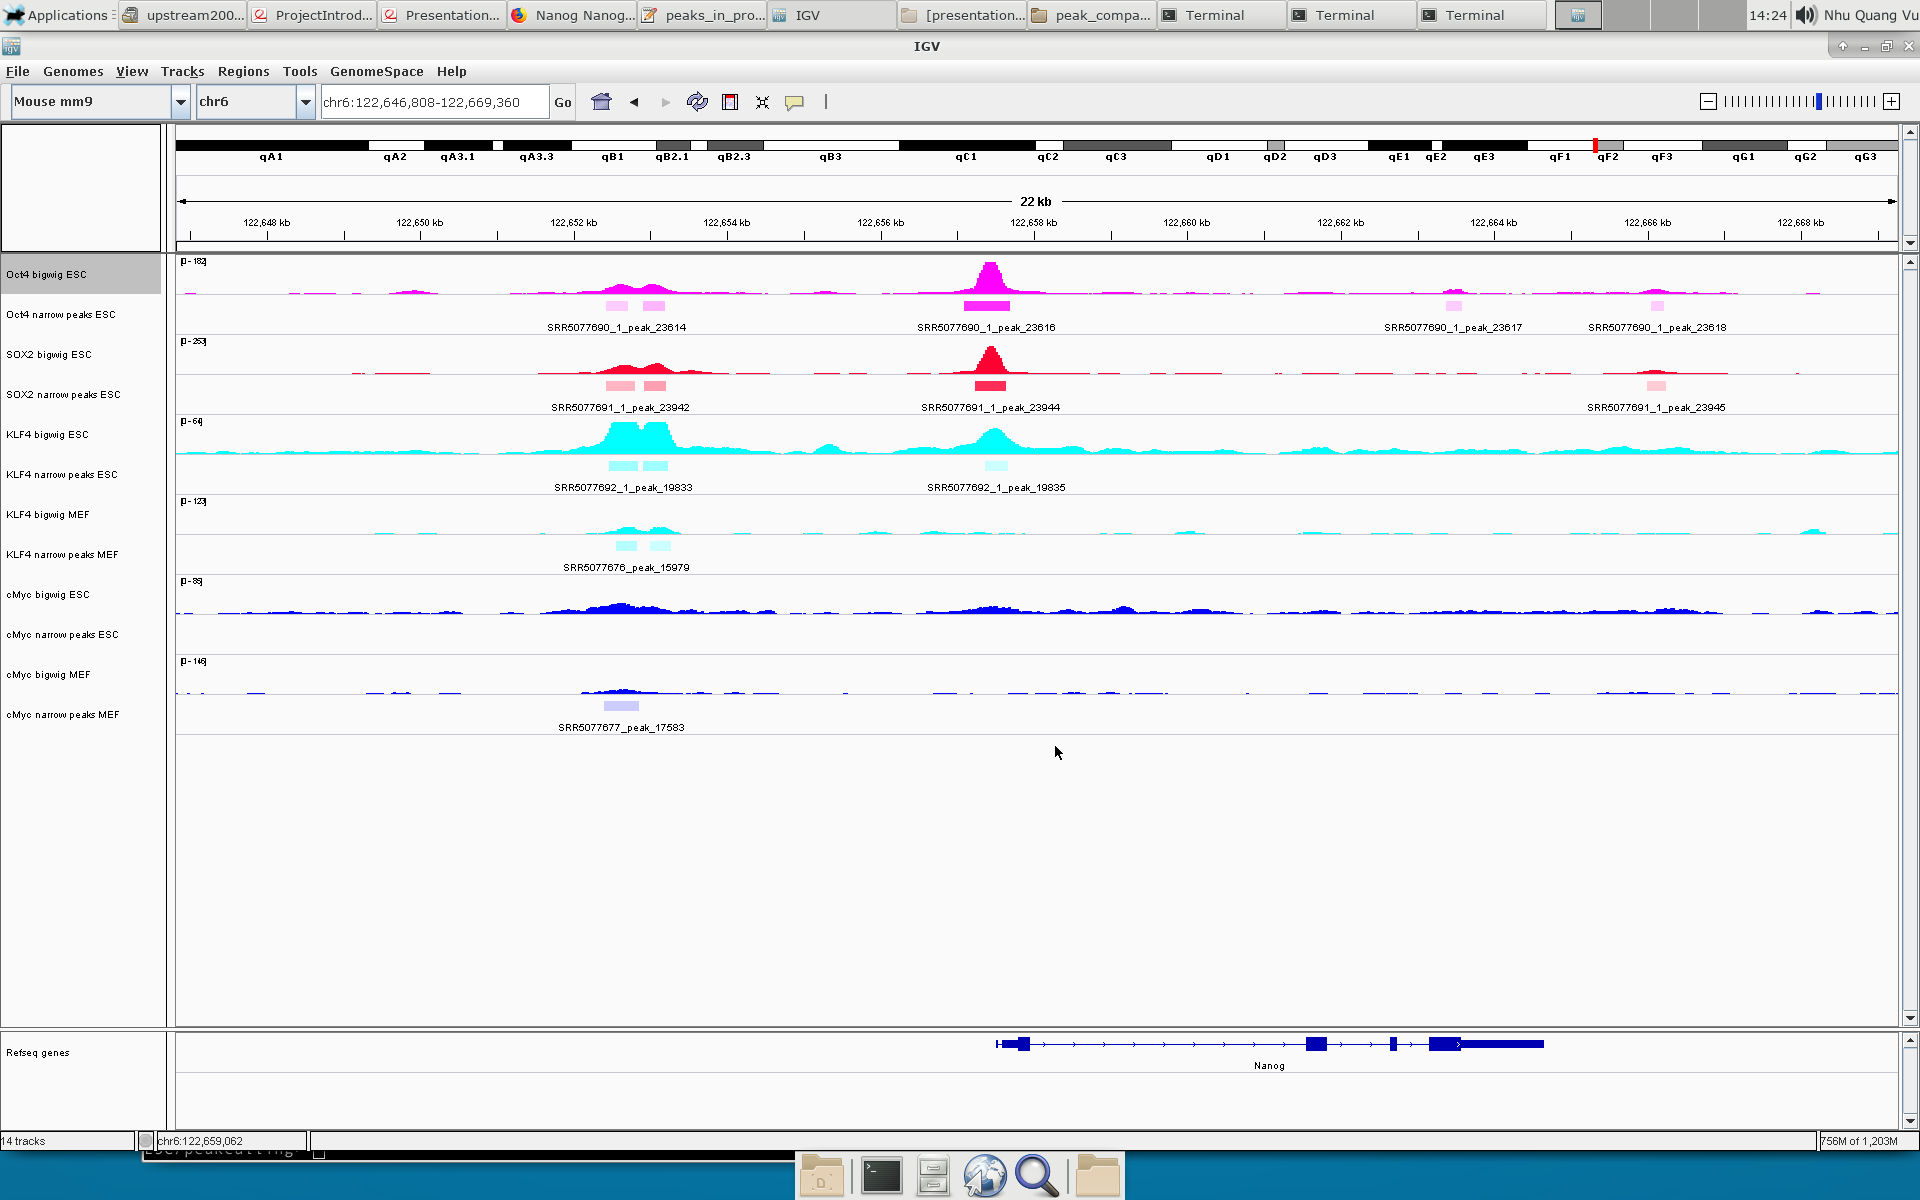 Applications upstream200... ProjectIntrod... Presentation... Nanog Nanog... peaks_in_pro... IGV [presentation... peak_compa... Terminal Terminal Terminal 14:24 Nhu Quang Vu
IGV
File Genomes View Tracks Regions Tools GenomeSpace Help
Mouse mm9 chr6 chr6:122,646,808-122,669,360 Go
qA1 qA2 qA3.1 qA3.3 qB1 qB2.1 qB2.3 qB3 qC1 qC2 qC3 qD1 qD2 qD3 qE1 qE2 qE3 qF1 qF2 qF3 qG1 qG2 qG3
22 kb
122,648 kb 122,650 kb 122,652 kb 122,654 kb 122,656 kb 122,658 kb 122,660 kb 122,662 kb 122,664 kb 122,666 kb 122,668 kb
[0-182]
Oct4 bigwig ESC
Oct4 narrow peaks ESC
SRR5077690_1_peak_23614 SRR5077690_1_peak_23616 SRR5077690_1_peak_23617 SRR5077690_1_peak_23618
[0-253]
SOX2 bigwig ESC
SOX2 narrow peaks ESC
SRR5077691_1_peak_23942 SRR5077691_1_peak_23944 SRR5077691_1_peak_23945
[0-64]
KLF4 bigwig ESC
KLF4 narrow peaks ESC
SRR5077692_1_peak_19833 SRR5077692_1_peak_19835
[0-123]
KLF4 bigwig MEF
KLF4 narrow peaks MEF
SRR5077676_peak_15979
[0-85]
cMyc bigwig ESC
cMyc narrow peaks ESC
[0-146]
cMyc bigwig MEF
cMyc narrow peaks MEF
SRR5077677_peak_17583
Refseq genes
Nanog
14 tracks chr6:122,659,062 756M of 1,203M